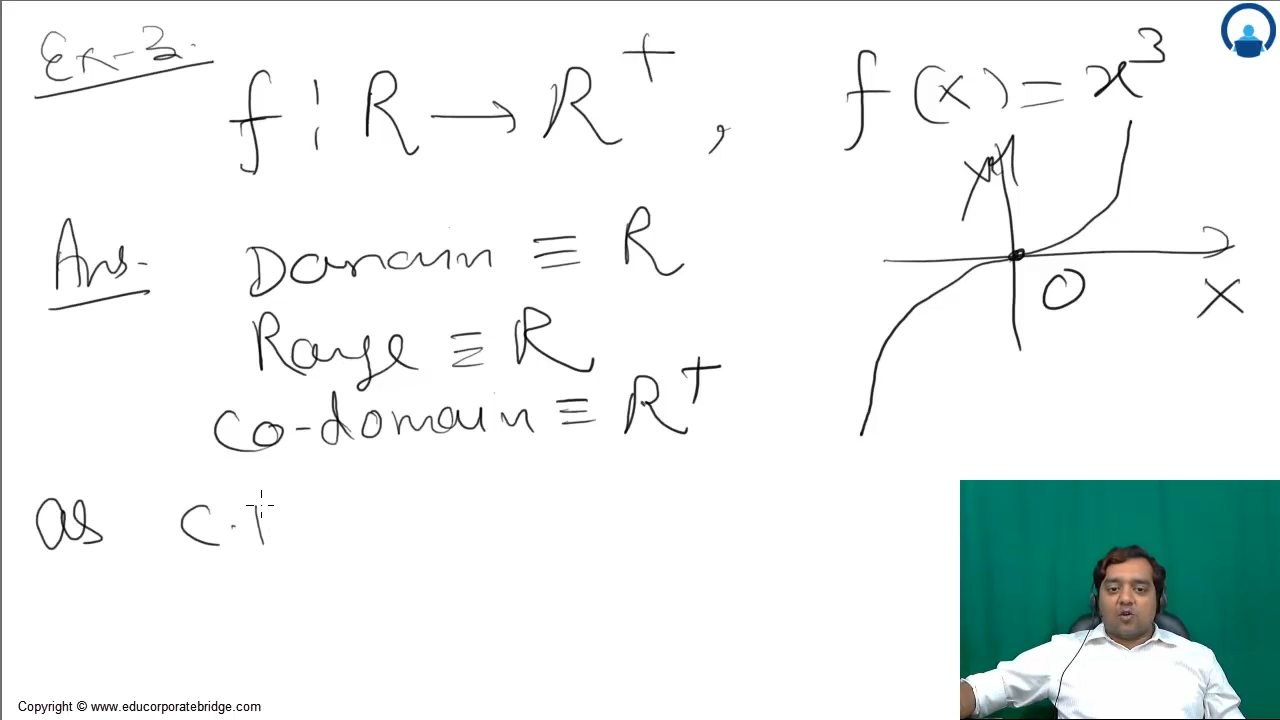 Ex-3.
f : R → R⁺ , f(x) = x³
Ans- Domain ≡ R
Range ≡ R
Co-domain ≡ R⁺
O
X
as C.
Copyright © www.educorporatebridge.com